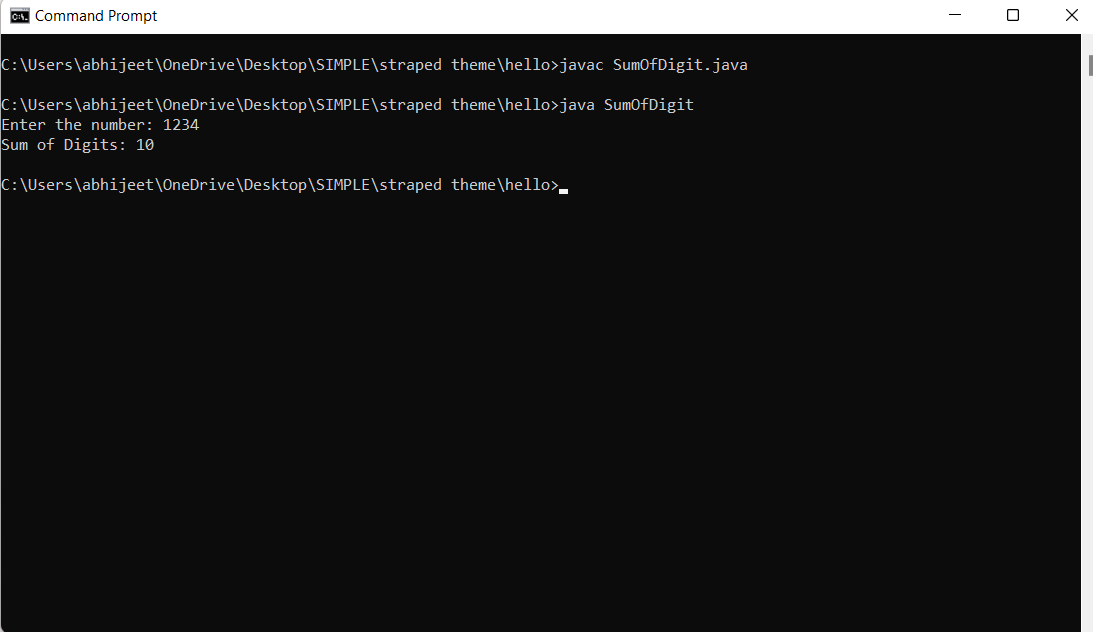 Command Prompt
C:\Users\abhijeet\OneDrive\Desktop\SIMPLE\straped theme\hello>javac SumOfDigit.java
C:\Users\abhijeet\OneDrive\Desktop\SIMPLE\straped theme\hello>java SumOfDigit
Enter the number: 1234
Sum of Digits: 10
C:\Users\abhijeet\OneDrive\Desktop\SIMPLE\straped theme\hello>